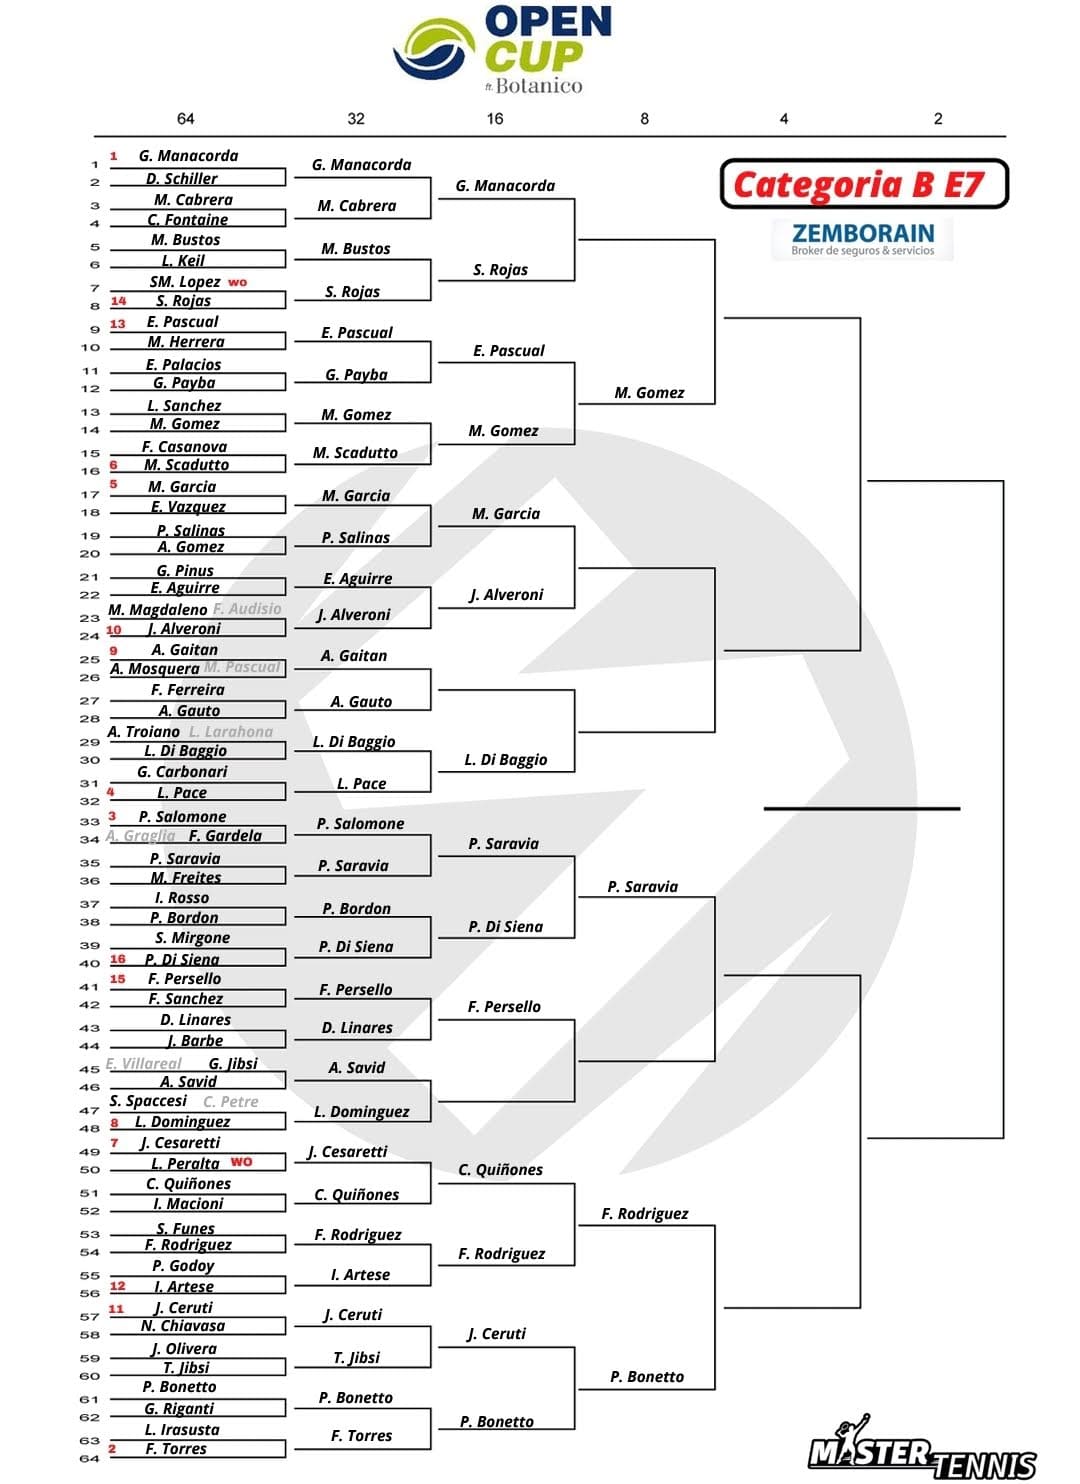 OPEN
CUP
ft. Botanico
64 32 16 8 4 2
Categoria B E7
ZEMBORAIN
Broker de seguros & servicios
1 1 G. Manacorda
2 D. Schiller
3 M. Cabrera
4 C. Fontaine
5 M. Bustos
6 L. Keil
7 SM. Lopez wo
8 14 S. Rojas
9 13 E. Pascual
10 M. Herrera
11 E. Palacios
12 G. Payba
13 L. Sanchez
14 M. Gomez
15 F. Casanova
16 6 M. Scadutto
17 5 M. Garcia
18 E. Vazquez
19 P. Salinas
20 A. Gomez
21 G. Pinus
22 E. Aguirre
23 M. Magdaleno F. Audisio
24 10 J. Alveroni
25 9 A. Gaitan
26 A. Mosquera M. Pascual
27 F. Ferreira
28 A. Gauto
29 A. Troiano L. Larahona
30 L. Di Baggio
31 G. Carbonari
32 4 L. Pace
33 3 P. Salomone
34 A. Graglia F. Gardela
35 P. Saravia
36 M. Freites
37 I. Rosso
38 P. Bordon
39 S. Mirgone
40 16 P. Di Siena
41 15 F. Persello
42 F. Sanchez
43 D. Linares
44 J. Barbe
45 E. Villareal G. Jibsi
46 A. Savid
47 S. Spaccesi C. Petre
48 8 L. Dominguez
49 7 J. Cesaretti
50 L. Peralta WO
51 C. Quiñones
52 I. Macioni
53 S. Funes
54 F. Rodriguez
55 P. Godoy
56 12 I. Artese
57 11 J. Ceruti
58 N. Chiavasa
59 J. Olivera
60 T. Jibsi
61 P. Bonetto
62 G. Riganti
63 L. Irasusta
64 2 F. Torres
G. Manacorda
M. Cabrera
M. Bustos
S. Rojas
E. Pascual
G. Payba
M. Gomez
M. Scadutto
M. Garcia
P. Salinas
E. Aguirre
J. Alveroni
A. Gaitan
A. Gauto
L. Di Baggio
L. Pace
P. Salomone
P. Saravia
P. Bordon
P. Di Siena
F. Persello
D. Linares
A. Savid
L. Dominguez
J. Cesaretti
C. Quiñones
F. Rodriguez
I. Artese
J. Ceruti
T. Jibsi
P. Bonetto
F. Torres
G. Manacorda
S. Rojas
E. Pascual
M. Gomez
M. Garcia
J. Alveroni
L. Di Baggio
P. Saravia
P. Di Siena
F. Persello
C. Quiñones
F. Rodriguez
J. Ceruti
P. Bonetto
M. Gomez
P. Saravia
F. Rodriguez
P. Bonetto
MASTER
TENNIS